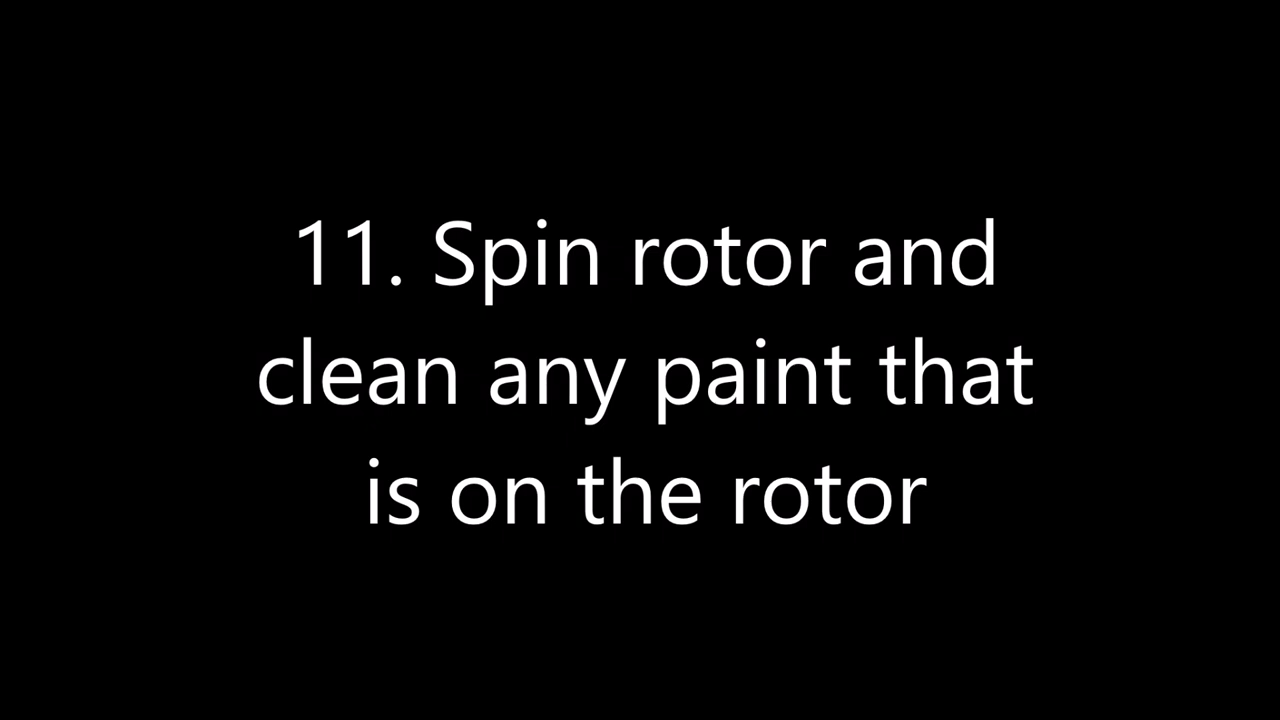 11. Spin rotor and
clean any paint that
is on the rotor